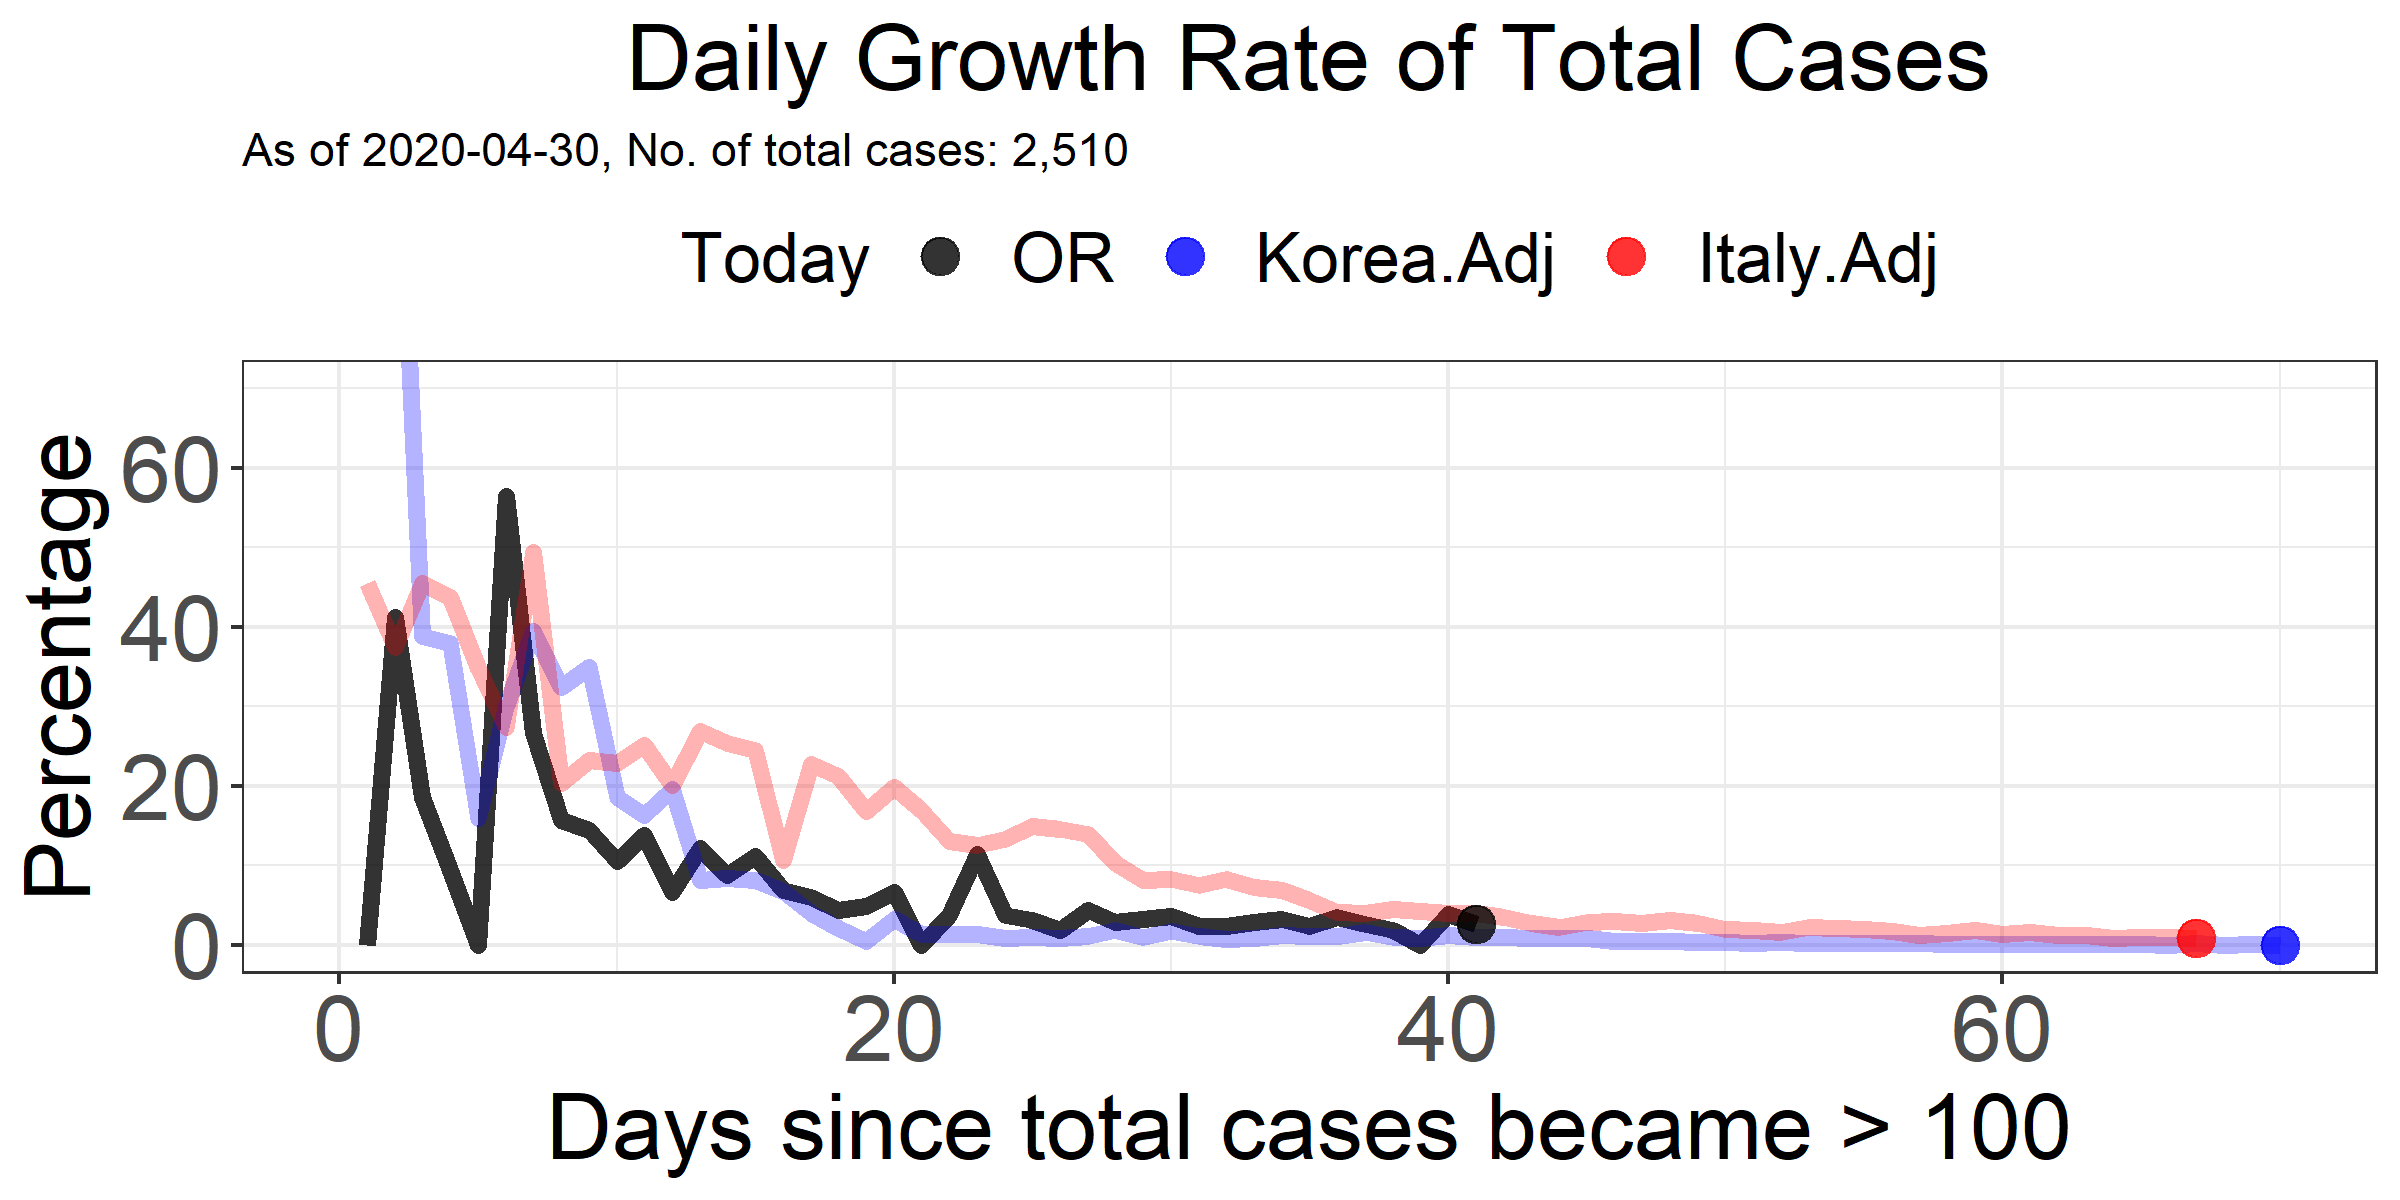 Daily Growth Rate of Total Cases
As of 2020-04-30, No. of total cases: 2,510
Today OR Korea.Adj Italy.Adj
Percentage
60
40
20
0
0 20 40 60
Days since total cases became > 100